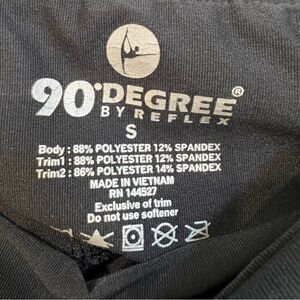 90°DEGREE®
BY REFLEX
S
Body : 88% POLYESTER 12% SPANDEX
Trim1 : 88% POLYESTER 12% SPANDEX
Trim2 : 86% POLYESTER 14% SPANDEX
MADE IN VIETNAM
RN 144527
Exclusive of trim
Do not use softener